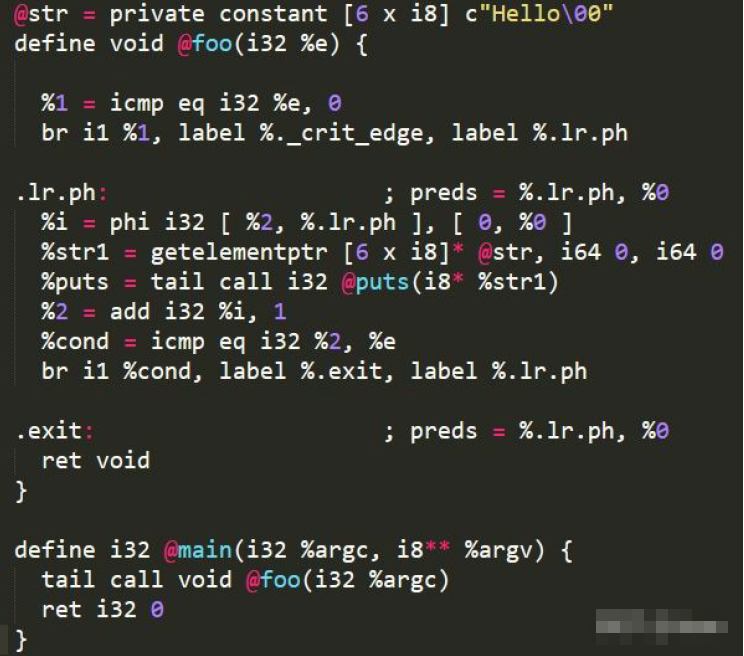 @str = private constant [6 x i8] c"Hello\00"
define void @foo(i32 %e) {
%1 = icmp eq i32 %e, 0
br i1 %1, label %._crit_edge, label %.lr.ph
.lr.ph: ; preds = %.lr.ph, %0
%i = phi i32 [ %2, %.lr.ph ], [ 0, %0 ]
%str1 = getelementptr [6 x i8]* @str, i64 0, i64 0
%puts = tail call i32 @puts(i8* %str1)
%2 = add i32 %i, 1
%cond = icmp eq i32 %2, %e
br i1 %cond, label %.exit, label %.lr.ph
.exit: ; preds = %.lr.ph, %0
ret void
}
define i32 @main(i32 %argc, i8** %argv) {
tail call void @foo(i32 %argc)
ret i32 0
}